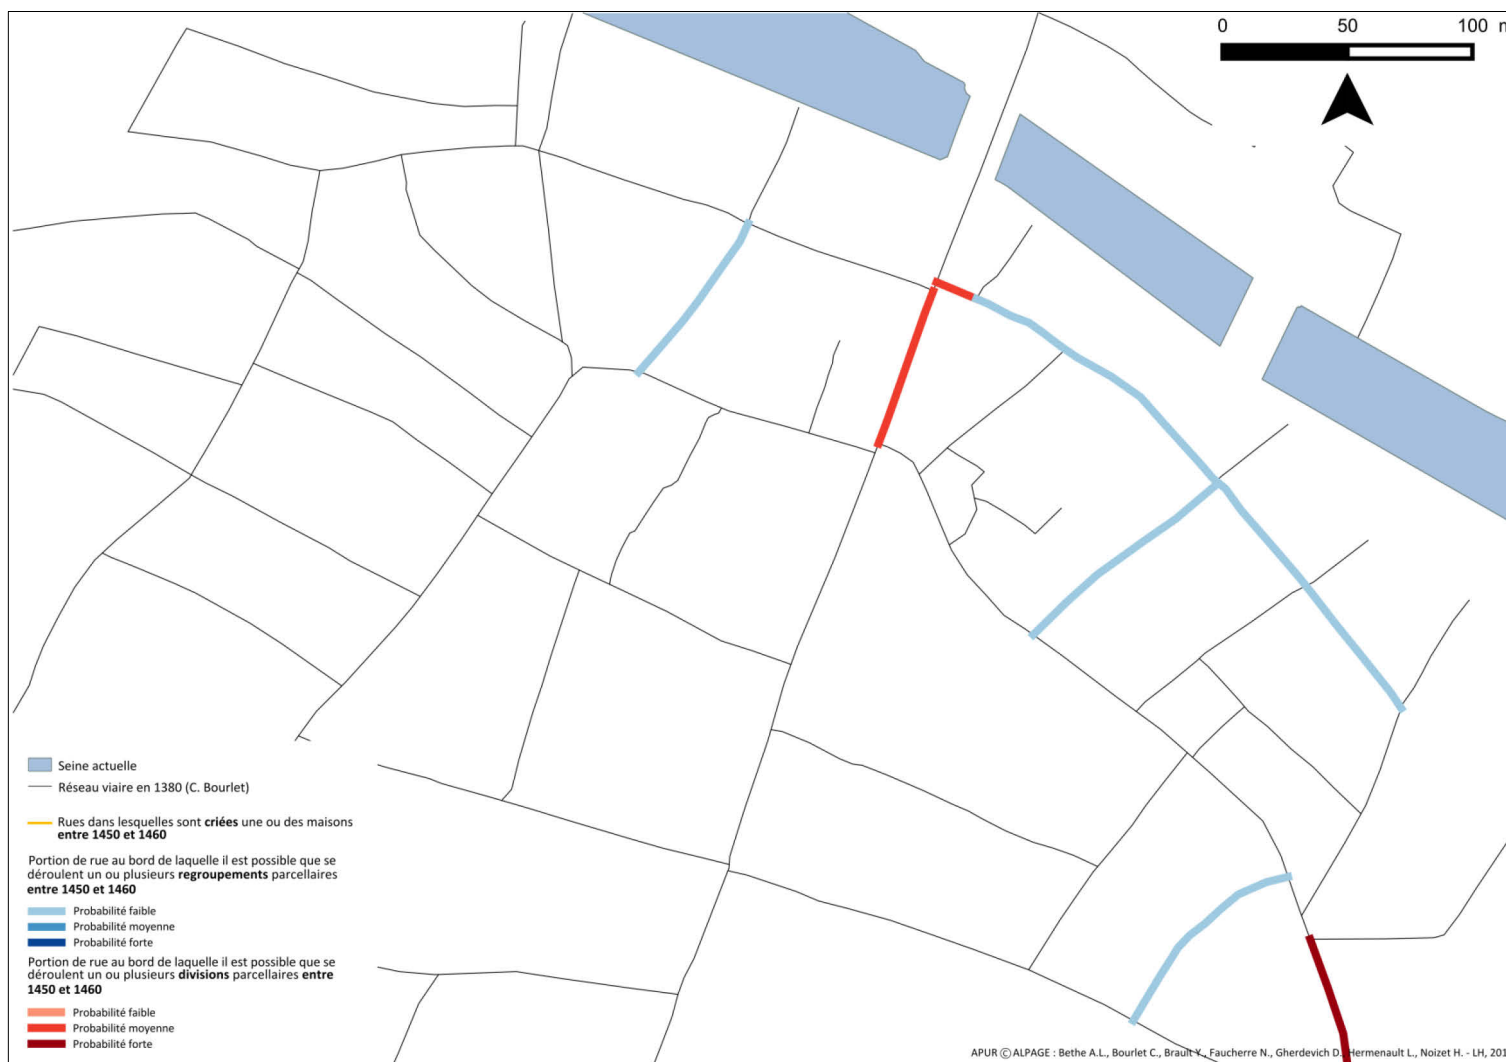 0 50 100 m
Seine actuelle
Réseau viaire en 1380 (C. Bourlet)
Rues dans lesquelles sont criées une ou des maisons
entre 1450 et 1460
Portion de rue au bord de laquelle il est possible que se
déroulent un ou plusieurs regroupements parcellaires
entre 1450 et 1460
Probabilité faible
Probabilité moyenne
Probabilité forte
Portion de rue au bord de laquelle il est possible que se
déroulent un ou plusieurs divisions parcellaires entre
1450 et 1460
Probabilité faible
Probabilité moyenne
Probabilité forte
APUR © ALPAGE : Bethe A.L., Bourlet C., Brault Y., Faucherre N., Gherdevich D., Hermenault L., Noizet H. - LH, 201